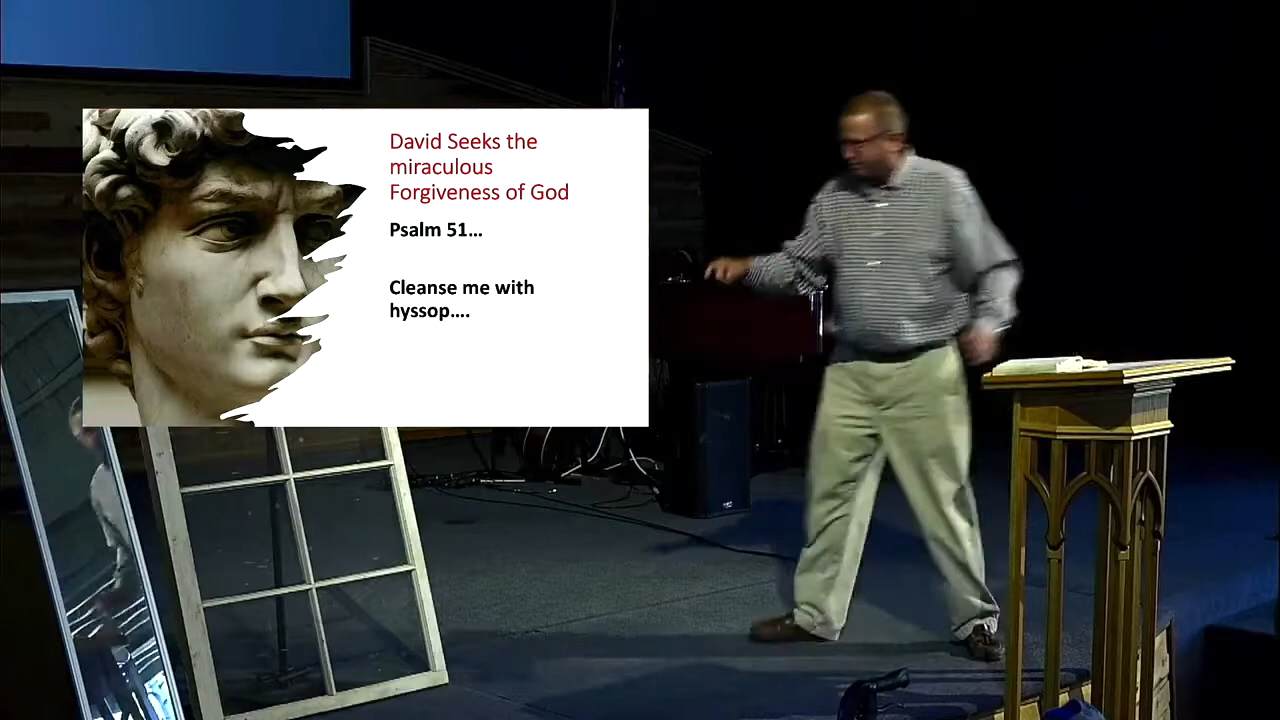 David Seeks the
miraculous
Forgiveness of God
Psalm 51...
Cleanse me with
hyssop....